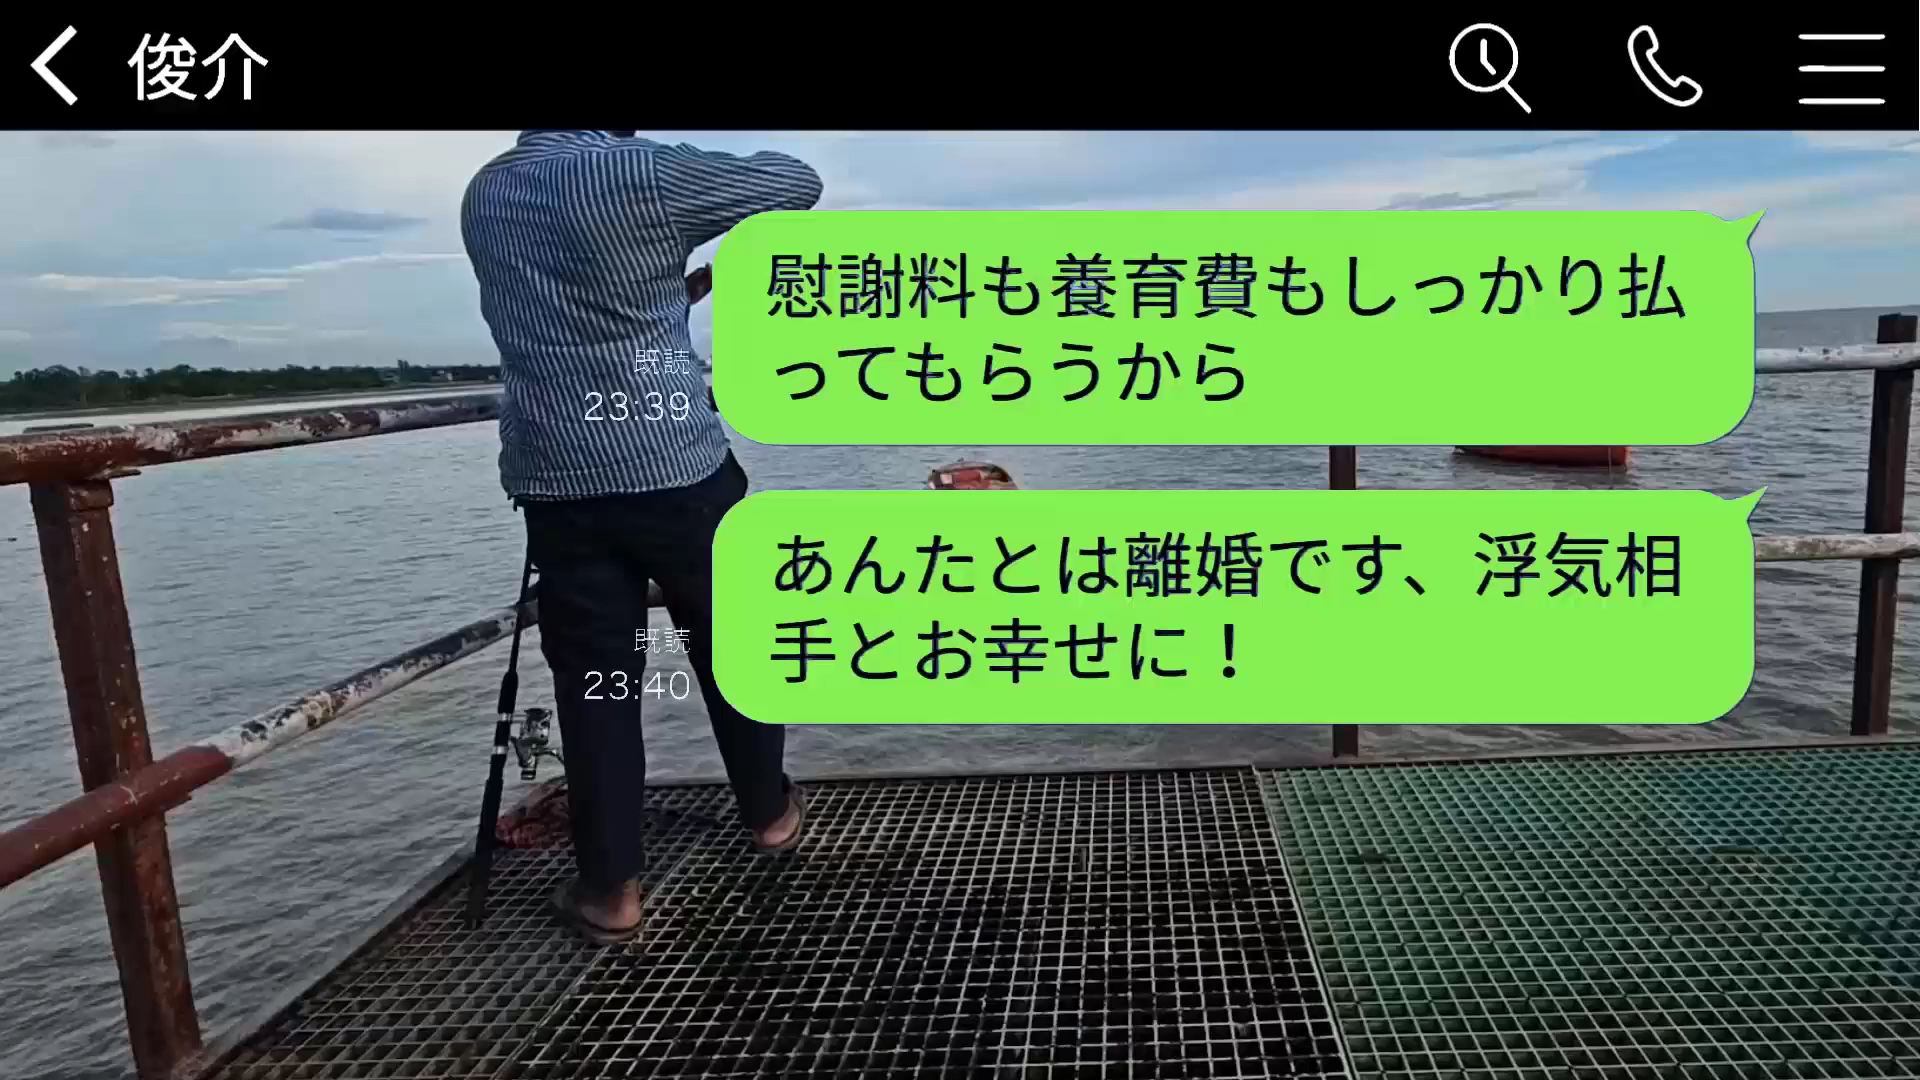 俊介
慰謝料も養育費もしっかり払
ってもらうから
既読
23:39
あんたとは離婚です、浮気相
手とお幸せに！
既読
23:40